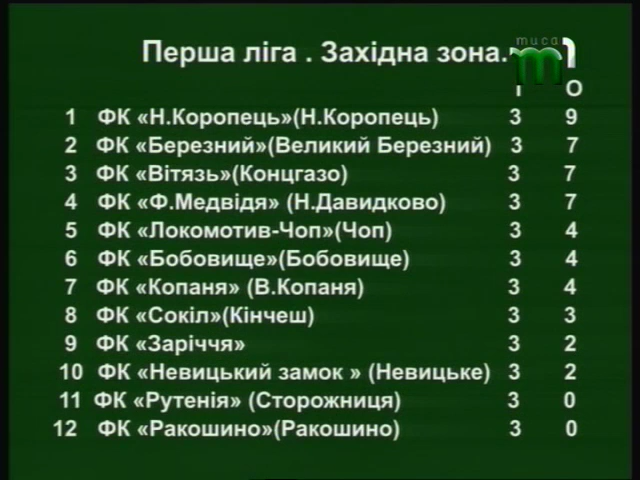 Перша ліга . Західна зона.
тиса
І О
1 ФК «Н.Коропець»(Н.Коропець) 3 9
2 ФК «Березний»(Великий Березний) 3 7
3 ФК «Вітязь»(Концгазо) 3 7
4 ФК «Ф.Медвідя» (Н.Давидково) 3 7
5 ФК «Локомотив-Чоп»(Чоп) 3 4
6 ФК «Бобовище»(Бобовище) 3 4
7 ФК «Копаня» (В.Копаня) 3 4
8 ФК «Сокіл»(Кінчеш) 3 3
9 ФК «Заріччя» 3 2
10 ФК «Невицький замок » (Невицьке) 3 2
11 ФК «Рутенія» (Сторожниця) 3 0
12 ФК «Ракошино»(Ракошино) 3 0